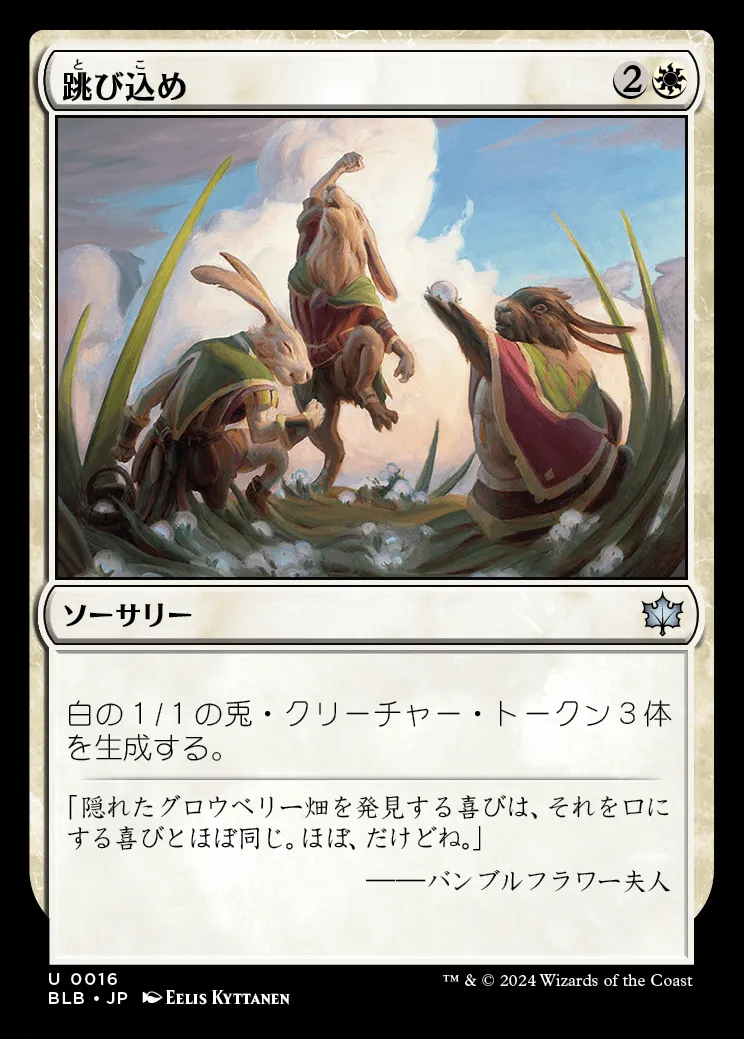 とこ
跳び込め
2
ソーサリー
白の1/1の兎・クリーチャー・トークン3体
を生成する。
「隠れたグロウベリー畑を発見する喜びは、それを口に
する喜びとほぼ同じ。ほぼ、だけどね。」
――バンブルフラワー夫人
U 0016
BLB • JP EELIS KYTTANEN
™ & © 2024 Wizards of the Coast